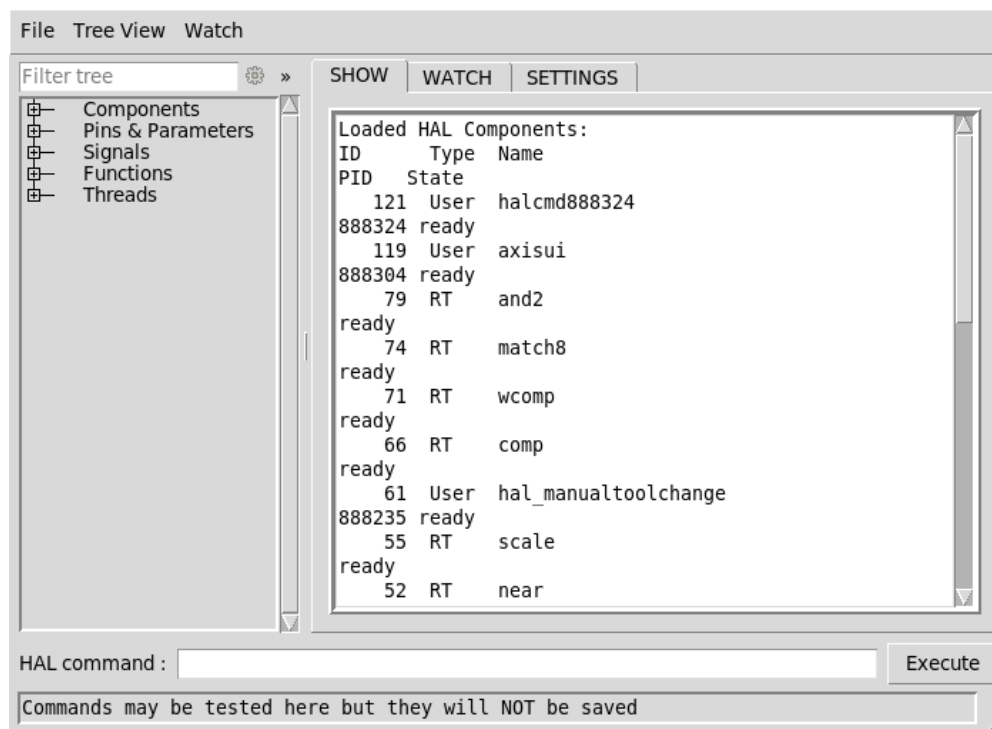 File Tree View Watch
Filter tree »
SHOW WATCH SETTINGS
Components
Pins & Parameters
Signals
Functions
Threads
Loaded HAL Components:
ID Type Name
PID State
121 User halcmd888324
888324 ready
119 User axisui
888304 ready
79 RT and2
ready
74 RT match8
ready
71 RT wcomp
ready
66 RT comp
ready
61 User hal_manualtoolchange
888235 ready
55 RT scale
ready
52 RT near
HAL command : Execute
Commands may be tested here but they will NOT be saved